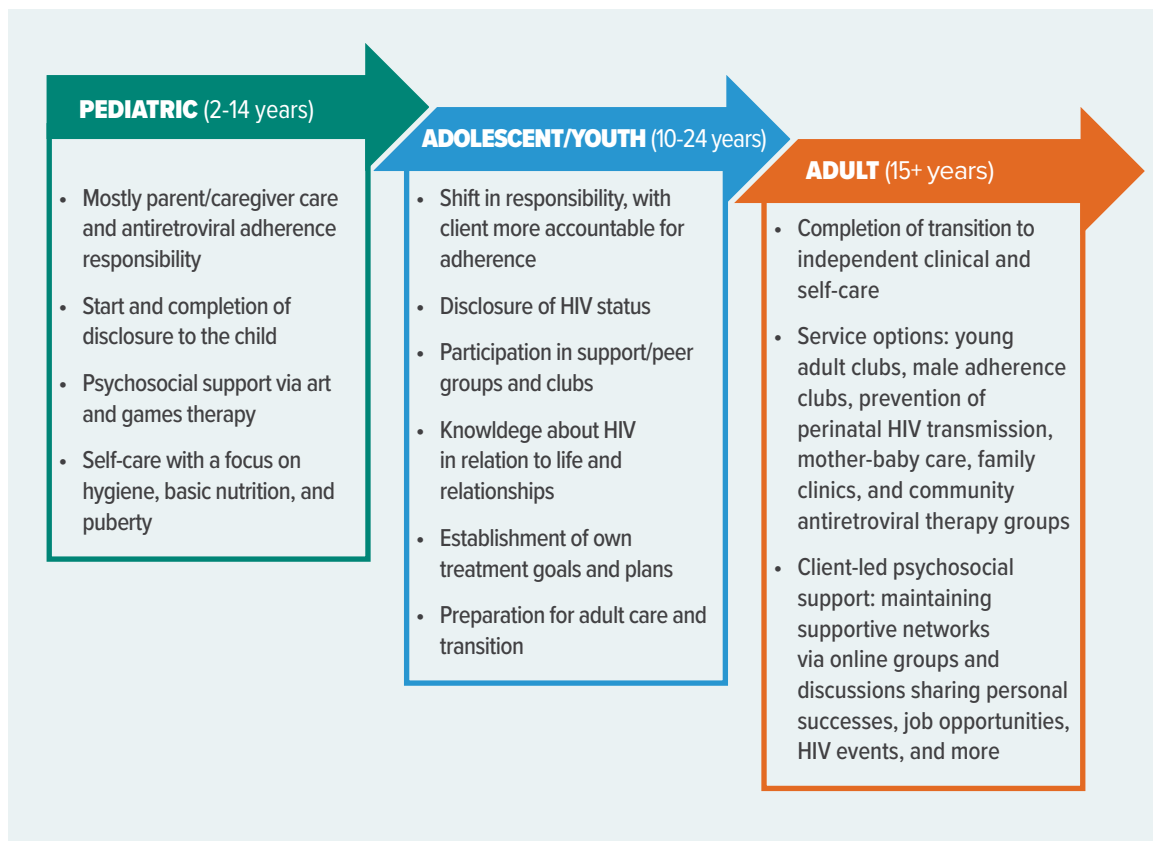 PEDIATRIC (2-14 years)
• Mostly parent/caregiver care
and antiretroviral adherence
responsibility
• Start and completion of
disclosure to the child
• Psychosocial support via art
and games therapy
• Self-care with a focus on
hygiene, basic nutrition, and
puberty
ADOLESCENT/YOUTH (10-24 years)
• Shift in responsibility, with
client more accountable for
adherence
• Disclosure of HIV status
• Participation in support/peer
groups and clubs
• Knowldege about HIV
in relation to life and
relationships
• Establishment of own
treatment goals and plans
• Preparation for adult care and
transition
ADULT (15+ years)
• Completion of transition to
independent clinical and
self-care
• Service options: young
adult clubs, male adherence
clubs, prevention of
perinatal HIV transmission,
mother-baby care, family
clinics, and community
antiretroviral therapy groups
• Client-led psychosocial
support: maintaining
supportive networks
via online groups and
discussions sharing personal
successes, job opportunities,
HIV events, and more